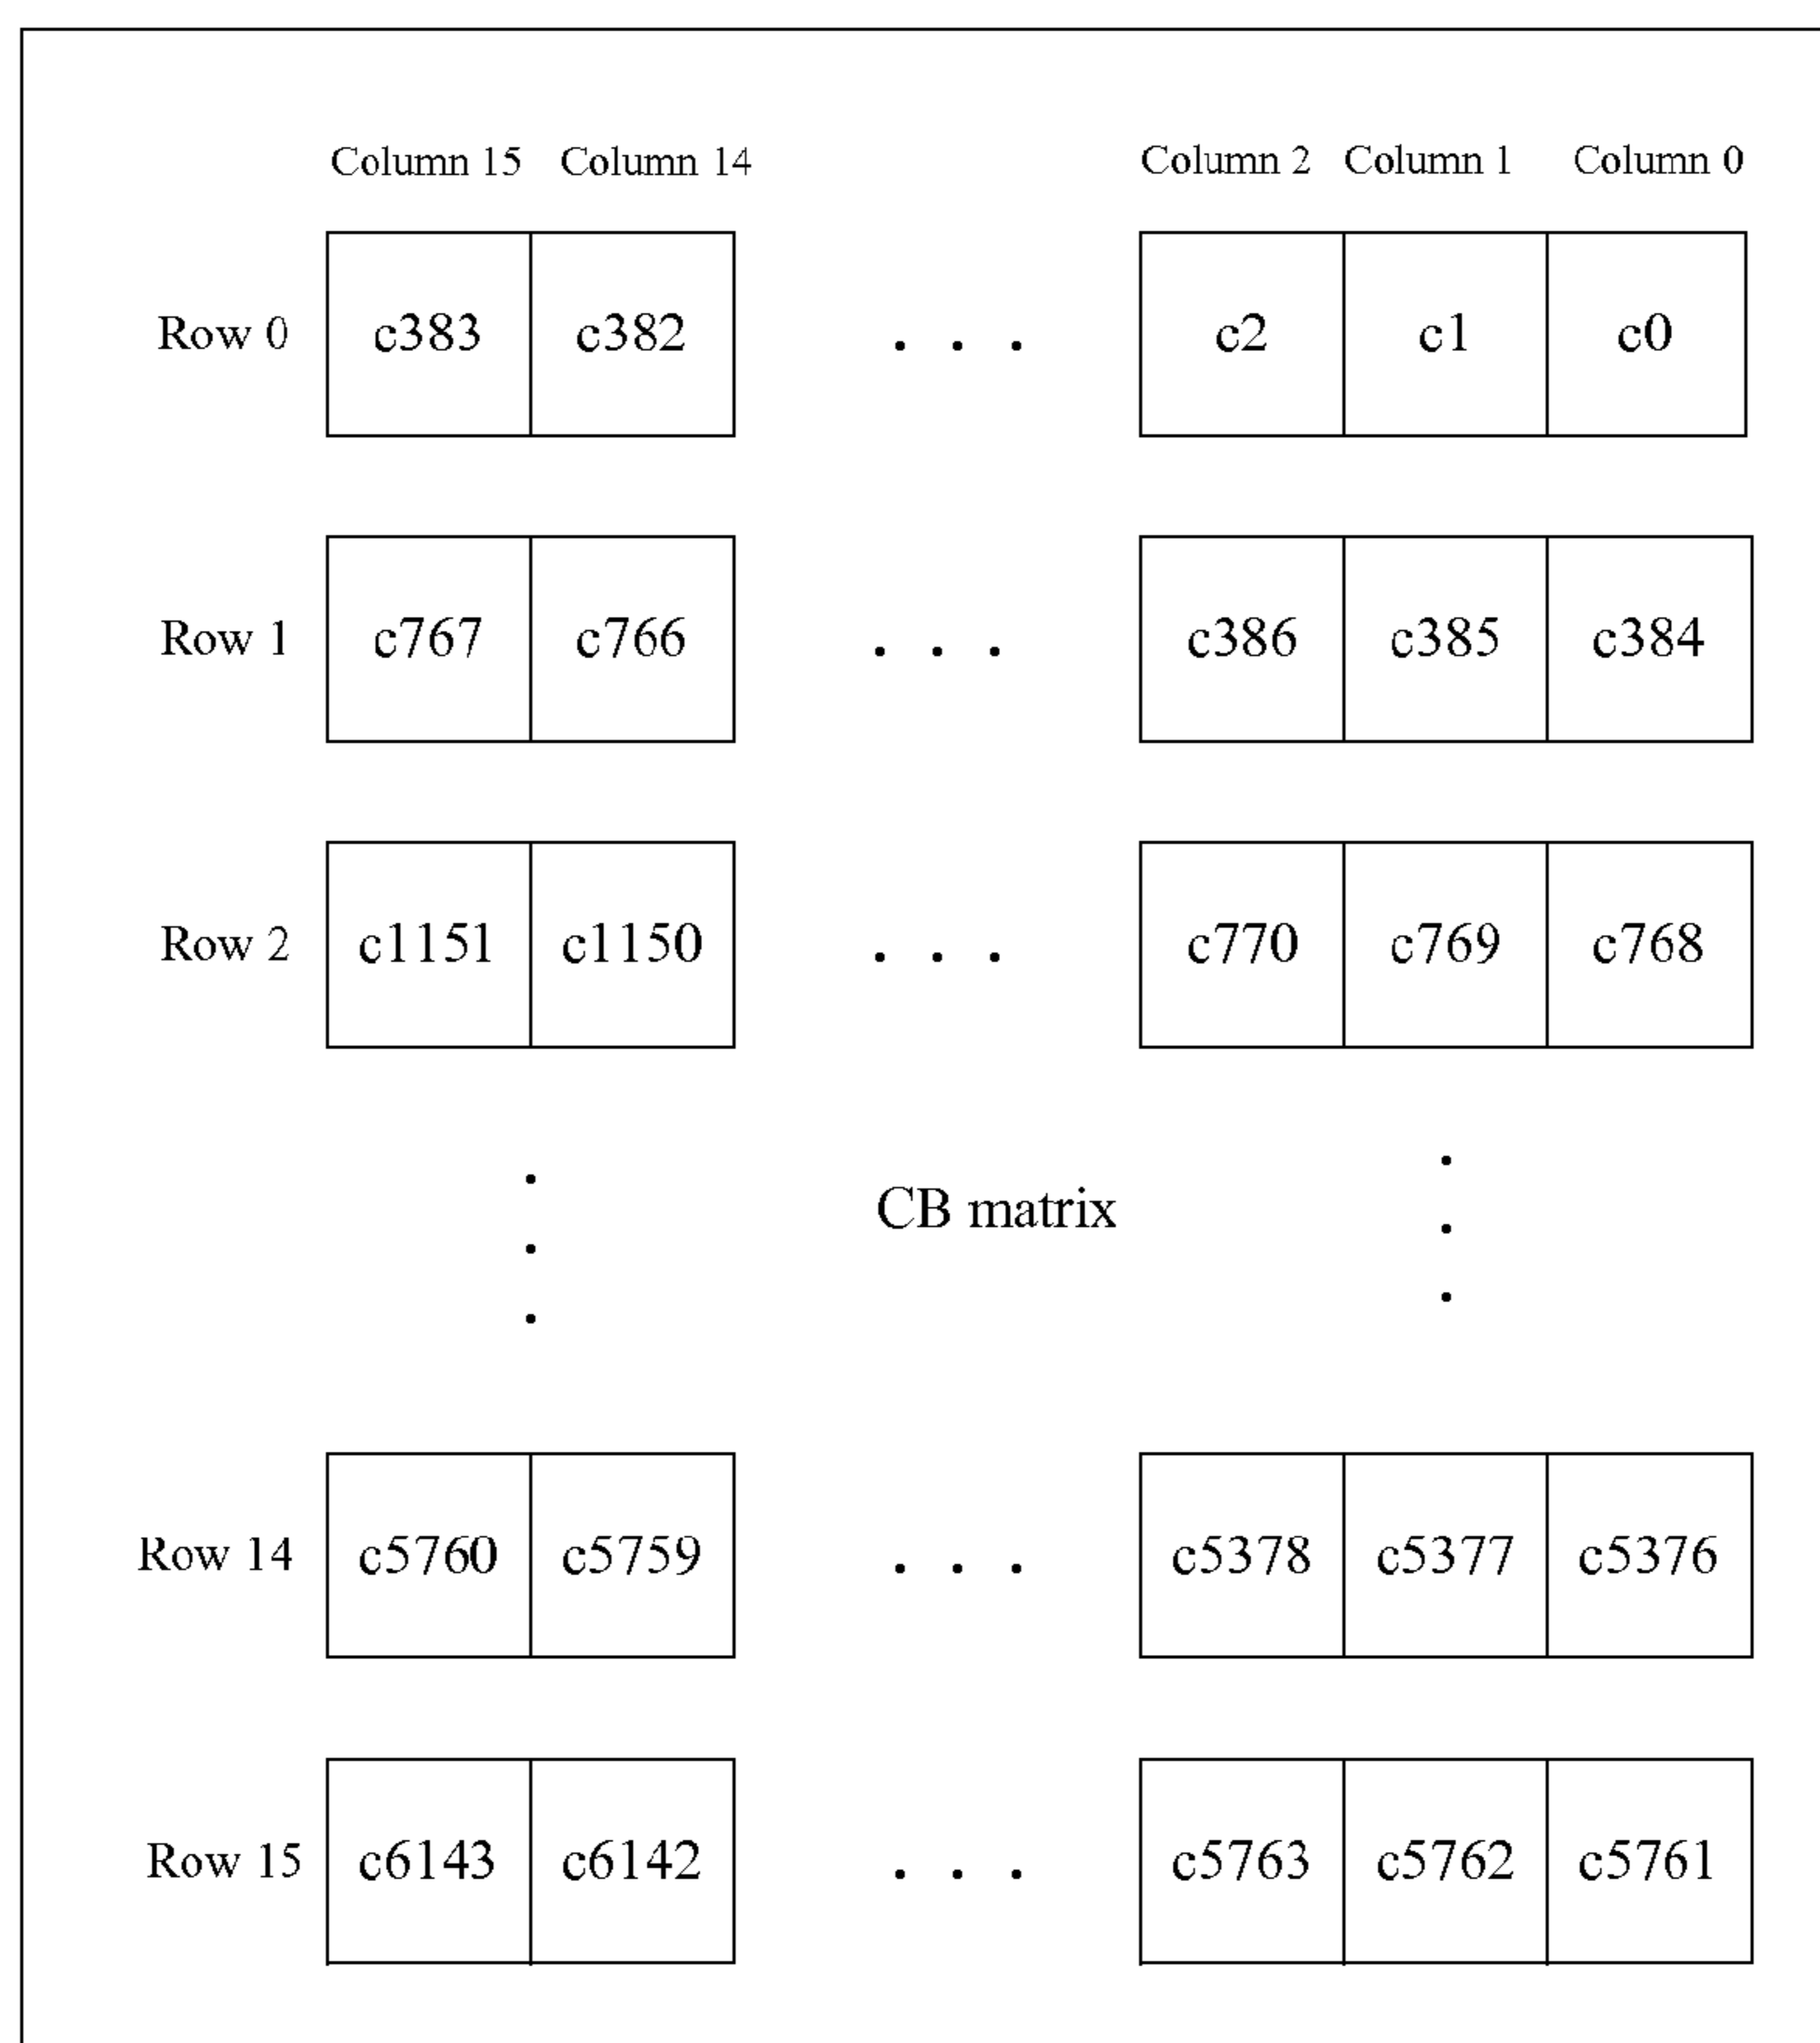 Column 15 Column 14 Column 2 Column 1 Column 0
Row 0 c383 c382 . . . c2 c1 c0
Row 1 c767 c766 . . . c386 c385 c384
Row 2 c1151 c1150 . . . c770 c769 c768
CB matrix
Row 14 c5760 c5759 . . . c5378 c5377 c5376
Row 15 c6143 c6142 . . . c5763 c5762 c5761